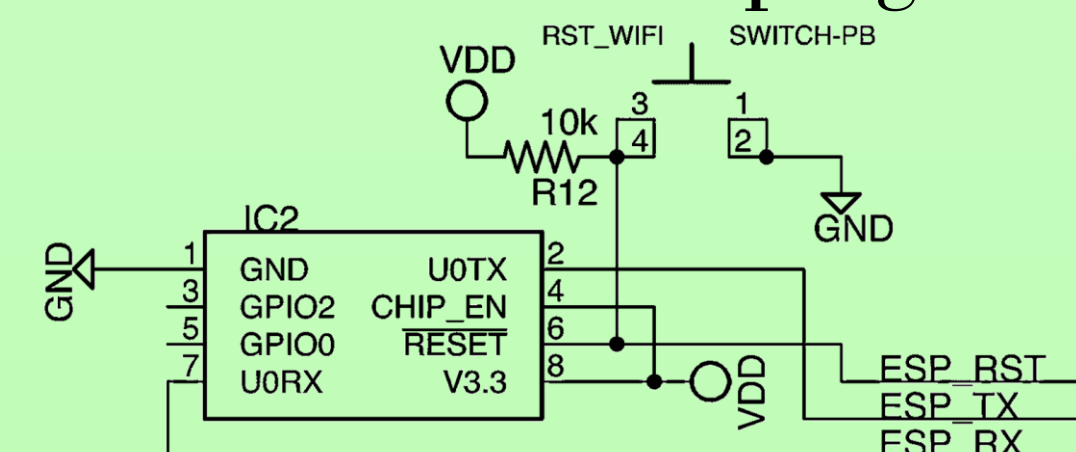 RST_WIFI SWITCH-PB
VDD
3 1
10k 4 2
R12
GND
IC2
GND
1 GND U0TX 2
3 GPIO2 CHIP_EN 4
5 GPIO0 RESET 6
7 U0RX V3.3 8
VDD
ESP_RST
ESP_TX
ESP_RX